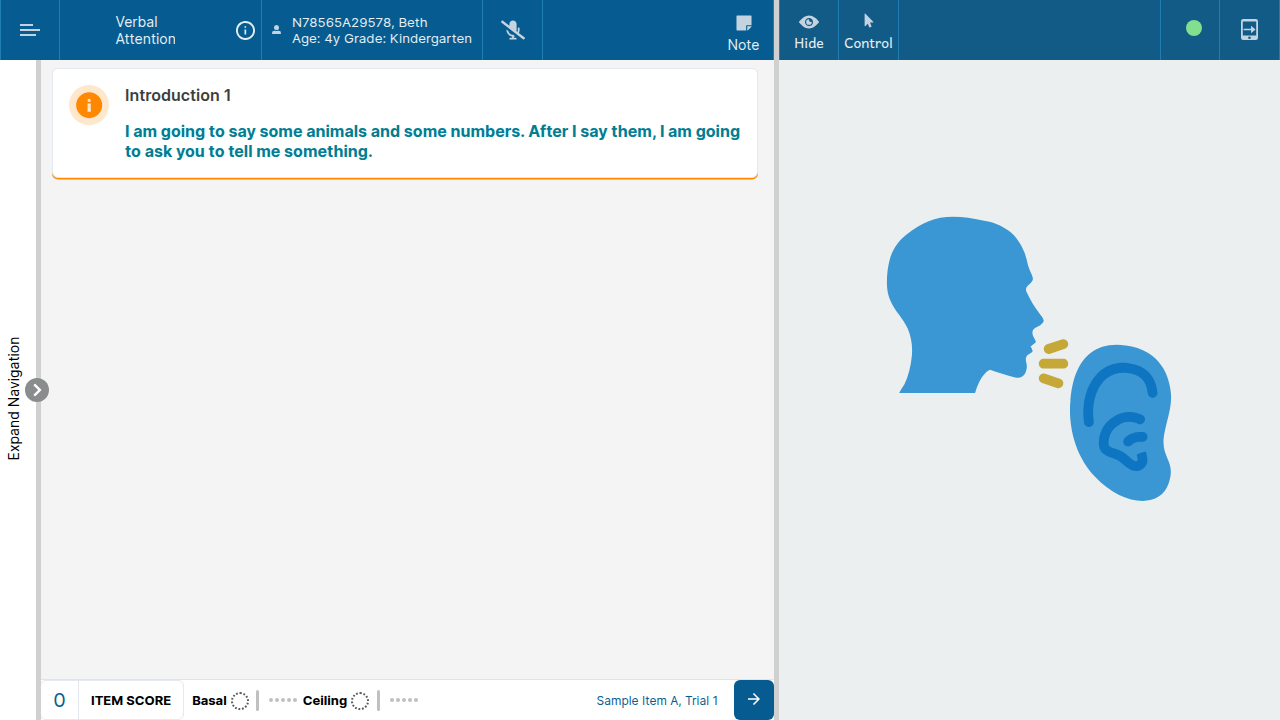 Verbal
Attention
N78565A29578, Beth
Age: 4y Grade: Kindergarten
Note
Hide
Control
Introduction 1
I am going to say some animals and some numbers. After I say them, I am going
to ask you to tell me something.
Expand Navigation
0
ITEM SCORE
Basal
Ceiling
Sample Item A, Trial 1